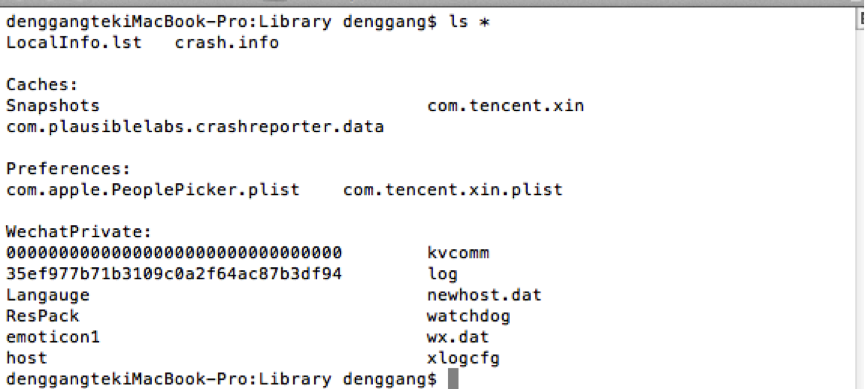 denggangtekiMacBook-Pro:Library denggang$ ls *
LocalInfo.lst crash.info
Caches:
Snapshots com.tencent.xin
com.plausiblelabs.crashreporter.data
Preferences:
com.apple.PeoplePicker.plist com.tencent.xin.plist
WechatPrivate:
00000000000000000000000000000000 kvcomm
35ef977b71b3109c0a2f64ac87b3df94 log
Langauge newhost.dat
ResPack watchdog
emoticon1 wx.dat
host xlogcfg
denggangtekiMacBook-Pro:Library denggang$